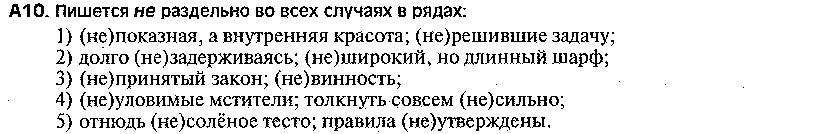 А10. Пишется не раздельно во всех случаях в рядах:
1) (не)показная, а внутренняя красота; (не)решившие задачу;
2) долго (не)задерживаясь; (не)широкий, но длинный шарф;
3) (не)принятый закон; (не)винность;
4) (не)уловимые мстители; толкнуть совсем (не)сильно;
5) отнюдь (не)солёное тесто; правила (не)утверждены.